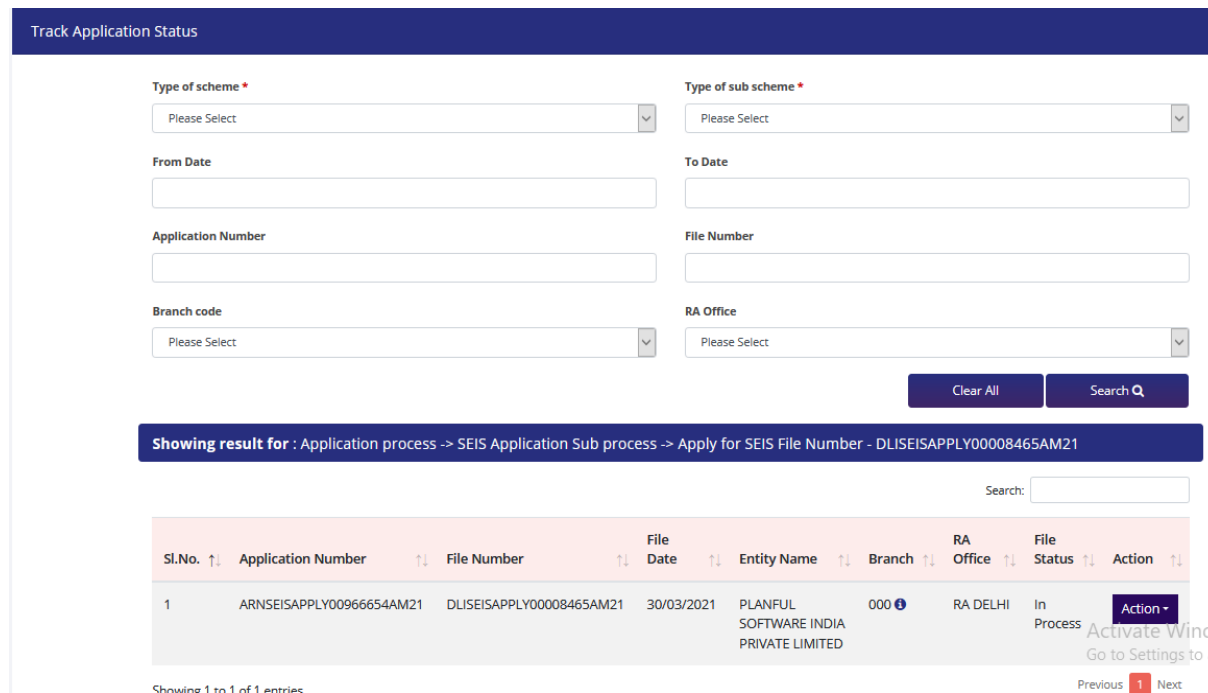 Track Application Status
Type of scheme *
Type of sub scheme *
Please Select
Please Select
From Date
To Date
Application Number
File Number
Branch code
RA Office
Please Select
Please Select
Clear All
Search
Showing result for : Application process -> SEIS Application Sub process -> Apply for SEIS File Number - DLISEISAPPLY00008465AM21
Search:
Sl.No. Application Number File Number File Date Entity Name Branch RA Office File Status Action
1 ARNSEISAPPLY00966654AM21 DLISEISAPPLY00008465AM21 30/03/2021 PLANFUL SOFTWARE INDIA PRIVATE LIMITED 000 RA DELHI In Process Action
Activate Wind
Go to Settings to
Showing 1 to 1 of 1 entries
Previous 1 Next